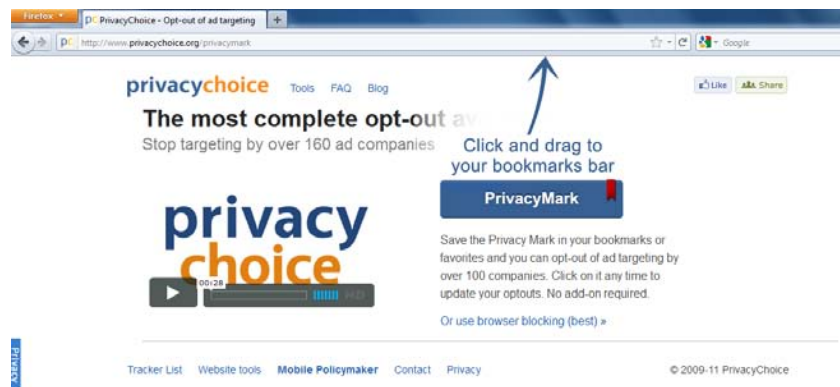 Firefox
PrivacyChoice - Opt-out of ad targeting
http://www.privacychoice.org/privacymark
Google
privacychoice Tools FAQ Blog
Like Share
The most complete opt-out
Stop targeting by over 160 ad companies
Click and drag to
your bookmarks bar
PrivacyMark
privacy
choice
00:28
HD
Save the Privacy Mark in your bookmarks or
favorites and you can opt-out of ad targeting by
over 100 companies. Click on it any time to
update your optouts. No add-on required.
Or use browser blocking (best) »
Privacy
Tracker List Website tools Mobile Policymaker Contact Privacy
© 2009-11 PrivacyChoice